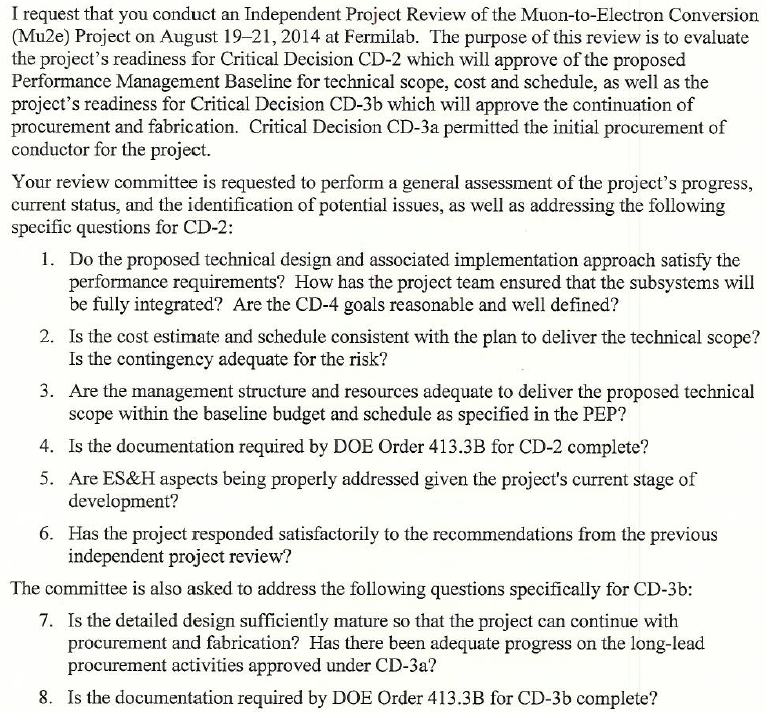 I request that you conduct an Independent Project Review of the Muon-to-Electron Conversion
(Mu2e) Project on August 19–21, 2014 at Fermilab. The purpose of this review is to evaluate
the project's readiness for Critical Decision CD-2 which will approve of the proposed
Performance Management Baseline for technical scope, cost and schedule, as well as the
project's readiness for Critical Decision CD-3b which will approve the continuation of
procurement and fabrication. Critical Decision CD-3a permitted the initial procurement of
conductor for the project.
Your review committee is requested to perform a general assessment of the project's progress,
current status, and the identification of potential issues, as well as addressing the following
specific questions for CD-2:
1. Do the proposed technical design and associated implementation approach satisfy the
performance requirements? How has the project team ensured that the subsystems will
be fully integrated? Are the CD-4 goals reasonable and well defined?
2. Is the cost estimate and schedule consistent with the plan to deliver the technical scope?
Is the contingency adequate for the risk?
3. Are the management structure and resources adequate to deliver the proposed technical
scope within the baseline budget and schedule as specified in the PEP?
4. Is the documentation required by DOE Order 413.3B for CD-2 complete?
5. Are ES&H aspects being properly addressed given the project's current stage of
development?
6. Has the project responded satisfactorily to the recommendations from the previous
independent project review?
The committee is also asked to address the following questions specifically for CD-3b:
7. Is the detailed design sufficiently mature so that the project can continue with
procurement and fabrication? Has there been adequate progress on the long-lead
procurement activities approved under CD-3a?
8. Is the documentation required by DOE Order 413.3B for CD-3b complete?